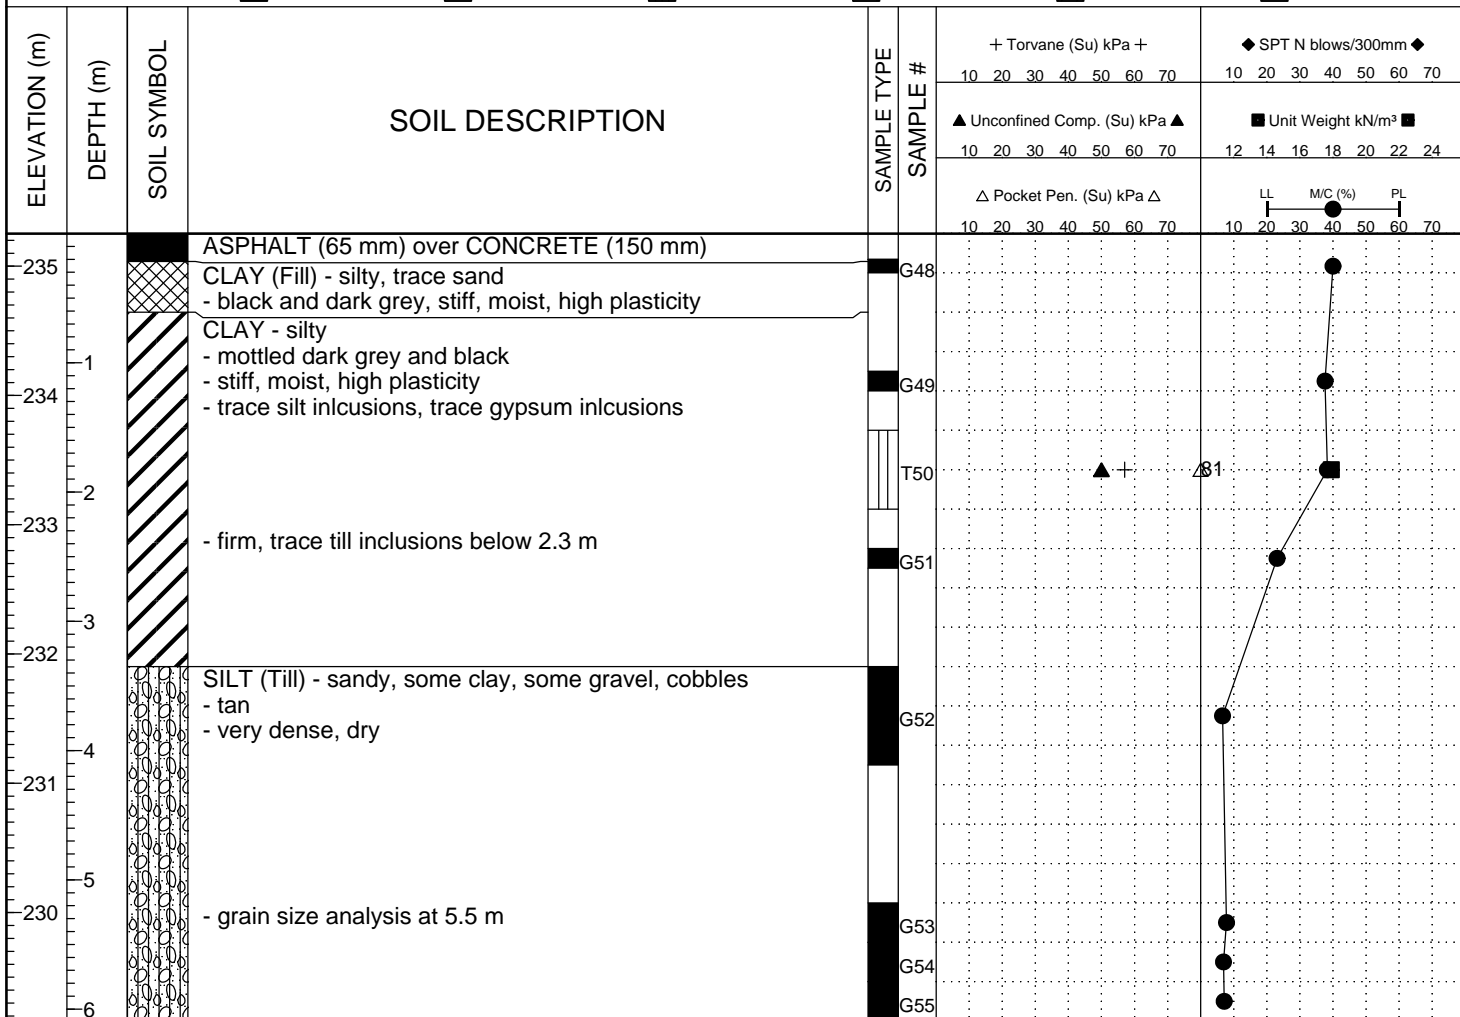 ELEVATION (m)
DEPTH (m)
SOIL SYMBOL
SOIL DESCRIPTION
SAMPLE TYPE
SAMPLE #
+ Torvane (Su) kPa +
10 20 30 40 50 60 70
▲ Unconfined Comp. (Su) kPa ▲
10 20 30 40 50 60 70
△ Pocket Pen. (Su) kPa △
10 20 30 40 50 60 70
◆ SPT N blows/300mm ◆
10 20 30 40 50 60 70
■ Unit Weight kN/m³ ■
12 14 16 18 20 22 24
LL M/C (%) PL
10 20 30 40 50 60 70
ASPHALT (65 mm) over CONCRETE (150 mm)
235
G48
CLAY (Fill) - silty, trace sand
- black and dark grey, stiff, moist, high plasticity
CLAY - silty
- mottled dark grey and black
1
- stiff, moist, high plasticity
G49
234
- trace silt inlcusions, trace gypsum inlcusions
T50
81
2
233
- firm, trace till inclusions below 2.3 m
G51
3
232
SILT (Till) - sandy, some clay, some gravel, cobbles
- tan
G52
- very dense, dry
4
231
5
230
- grain size analysis at 5.5 m
G53
G54
G55
6